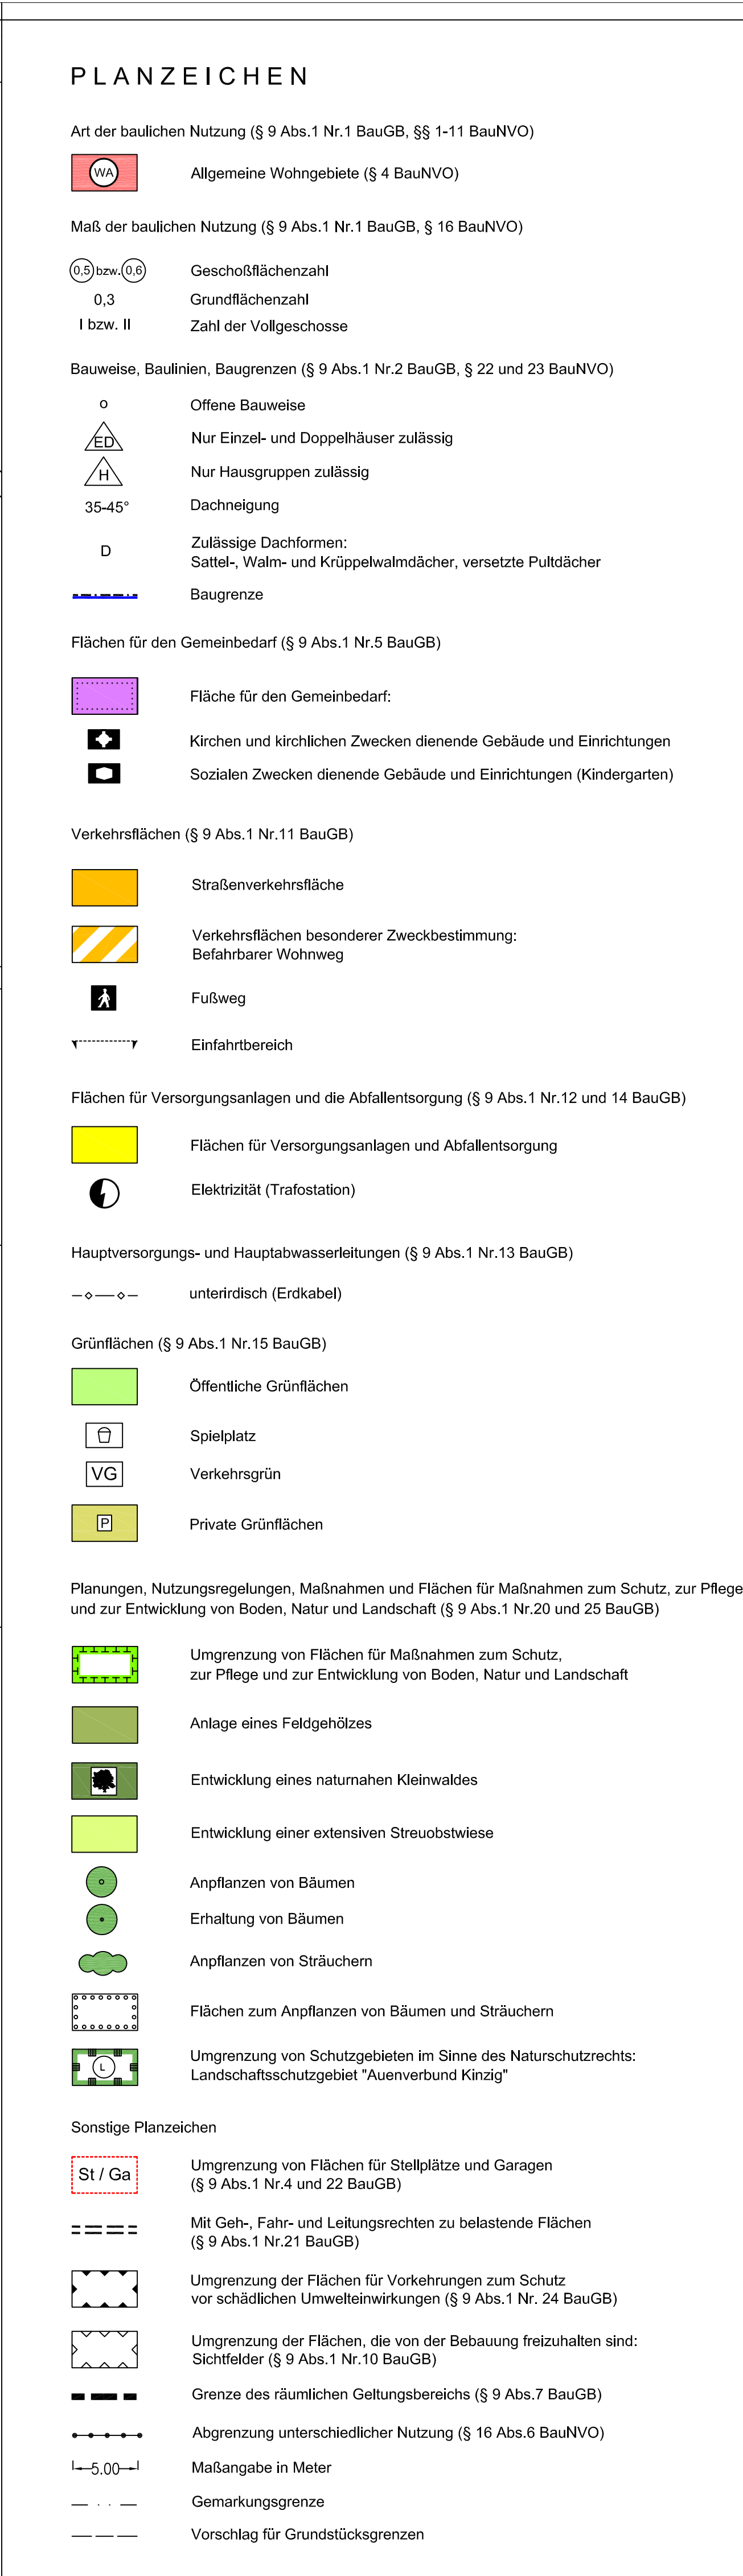 PLANZEICHEN
Art der baulichen Nutzung (§ 9 Abs.1 Nr.1 BauGB, §§ 1-11 BauNVO)
WA Allgemeine Wohngebiete (§ 4 BauNVO)
Maß der baulichen Nutzung (§ 9 Abs.1 Nr.1 BauGB, § 16 BauNVO)
0,5 bzw. 0,6 Geschoßflächenzahl
0,3 Grundflächenzahl
I bzw. II Zahl der Vollgeschosse
Bauweise, Baulinien, Baugrenzen (§ 9 Abs.1 Nr.2 BauGB, § 22 und 23 BauNVO)
o Offene Bauweise
ED Nur Einzel- und Doppelhäuser zulässig
H Nur Hausgruppen zulässig
35-45° Dachneigung
D Zulässige Dachformen:
Sattel-, Walm- und Krüppelwalmdächer, versetzte Pultdächer
Baugrenze
Flächen für den Gemeinbedarf (§ 9 Abs.1 Nr.5 BauGB)
Fläche für den Gemeinbedarf:
Kirchen und kirchlichen Zwecken dienende Gebäude und Einrichtungen
Sozialen Zwecken dienende Gebäude und Einrichtungen (Kindergarten)
Verkehrsflächen (§ 9 Abs.1 Nr.11 BauGB)
Straßenverkehrsfläche
Verkehrsflächen besonderer Zweckbestimmung:
Befahrbarer Wohnweg
Fußweg
Einfahrtbereich
Flächen für Versorgungsanlagen und die Abfallentsorgung (§ 9 Abs.1 Nr.12 und 14 BauGB)
Flächen für Versorgungsanlagen und Abfallentsorgung
Elektrizität (Trafostation)
Hauptversorgungs- und Hauptabwasserleitungen (§ 9 Abs.1 Nr.13 BauGB)
unterirdisch (Erdkabel)
Grünflächen (§ 9 Abs.1 Nr.15 BauGB)
Öffentliche Grünflächen
Spielplatz
VG Verkehrsgrün
P Private Grünflächen
Planungen, Nutzungsregelungen, Maßnahmen und Flächen für Maßnahmen zum Schutz, zur Pflege
und zur Entwicklung von Boden, Natur und Landschaft (§ 9 Abs.1 Nr.20 und 25 BauGB)
Umgrenzung von Flächen für Maßnahmen zum Schutz,
zur Pflege und zur Entwicklung von Boden, Natur und Landschaft
Anlage eines Feldgehölzes
Entwicklung eines naturnahen Kleinwaldes
Entwicklung einer extensiven Streuobstwiese
Anpflanzen von Bäumen
Erhaltung von Bäumen
Anpflanzen von Sträuchern
Flächen zum Anpflanzen von Bäumen und Sträuchern
L Umgrenzung von Schutzgebieten im Sinne des Naturschutzrechts:
Landschaftsschutzgebiet "Auenverbund Kinzig"
Sonstige Planzeichen
St / Ga Umgrenzung von Flächen für Stellplätze und Garagen
(§ 9 Abs.1 Nr.4 und 22 BauGB)
Mit Geh-, Fahr- und Leitungsrechten zu belastende Flächen
(§ 9 Abs.1 Nr.21 BauGB)
Umgrenzung der Flächen für Vorkehrungen zum Schutz
vor schädlichen Umwelteinwirkungen (§ 9 Abs.1 Nr. 24 BauGB)
Umgrenzung der Flächen, die von der Bebauung freizuhalten sind:
Sichtfelder (§ 9 Abs.1 Nr.10 BauGB)
Grenze des räumlichen Geltungsbereichs (§ 9 Abs.7 BauGB)
Abgrenzung unterschiedlicher Nutzung (§ 16 Abs.6 BauNVO)
5.00 Maßangabe in Meter
Gemarkungsgrenze
Vorschlag für Grundstücksgrenzen